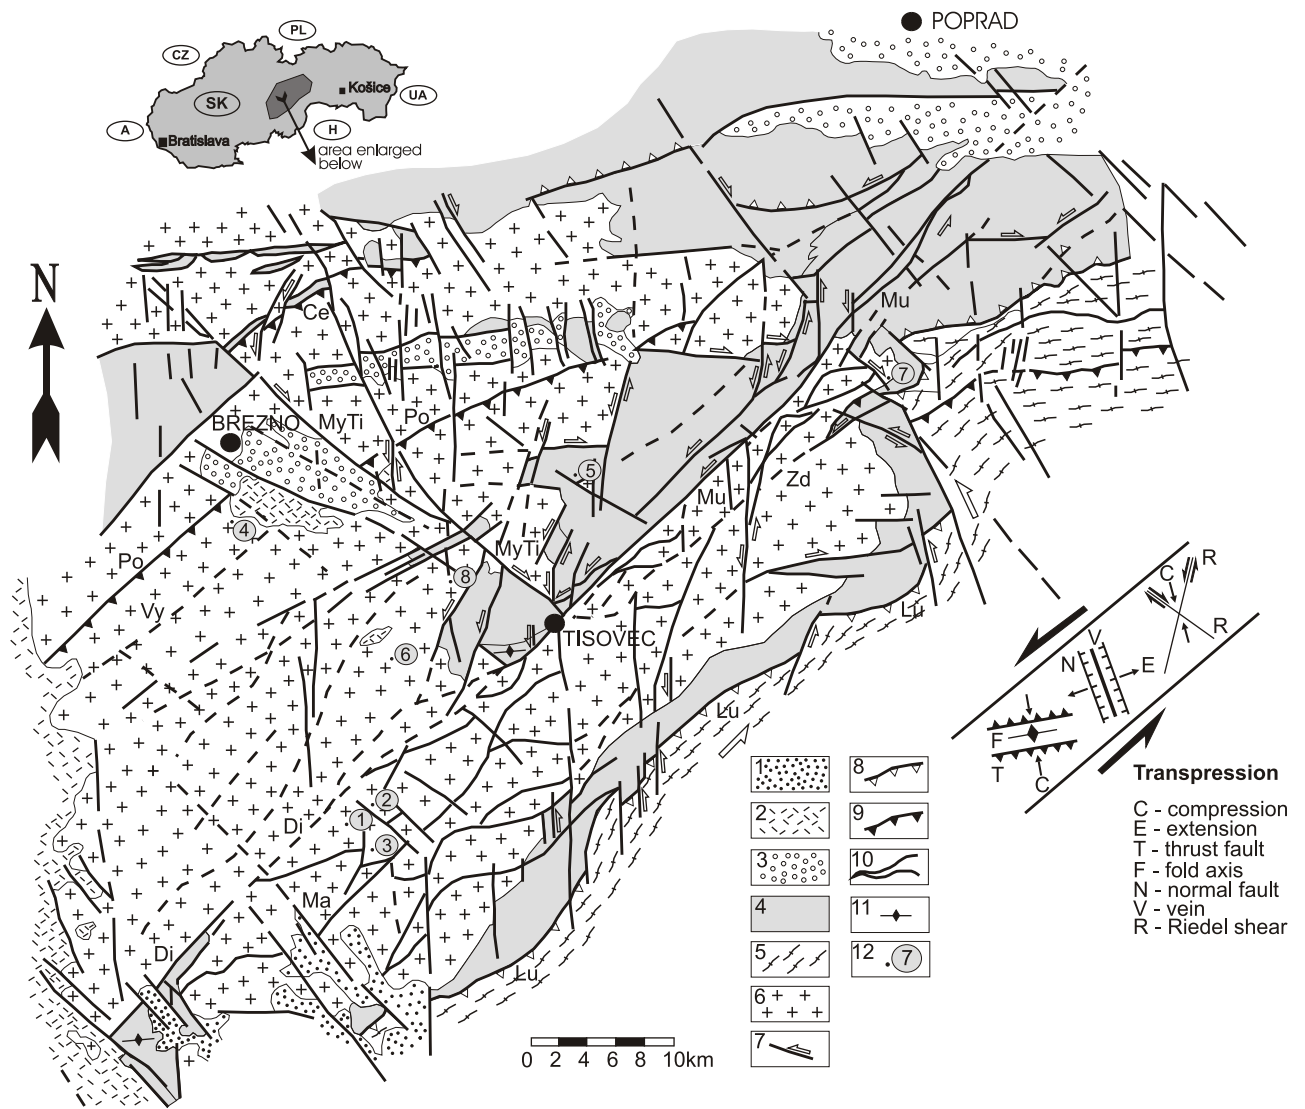 POPRAD
PL
CZ
SK
Košice
UA
A
Bratislava
H
area enlarged
below
N
Ce
Mu
7
BREZNO
MyTi
Po
5
Zd
Mu
4
MyTi
Po
8
Vy
Lu
TISOVEC
6
Lu
2
1
Di
3
Ma
Di
Lu
R
C
R
V
N
E
F
T
C
Transpression
C - compression
E - extension
T - thrust fault
F - fold axis
N - normal fault
V - vein
R - Riedel shear
1
2
3
4
5
6
7
8
9
10
11
12
7
0 2 4 6 8 10km